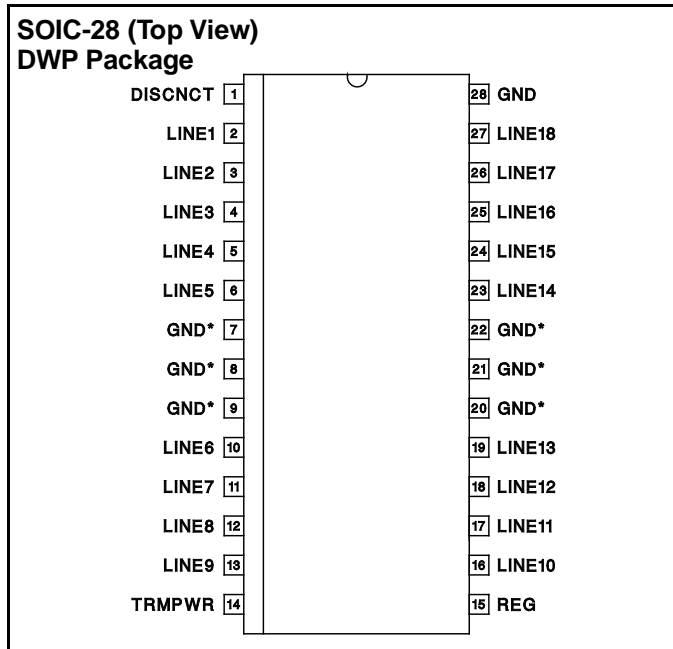 SOIC-28 (Top View)
DWP Package
DISCNCT 1 28 GND
LINE1 2 27 LINE18
LINE2 3 26 LINE17
LINE3 4 25 LINE16
LINE4 5 24 LINE15
LINE5 6 23 LINE14
GND* 7 22 GND*
GND* 8 21 GND*
GND* 9 20 GND*
LINE6 10 19 LINE13
LINE7 11 18 LINE12
LINE8 12 17 LINE11
LINE9 13 16 LINE10
TRMPWR 14 15 REG